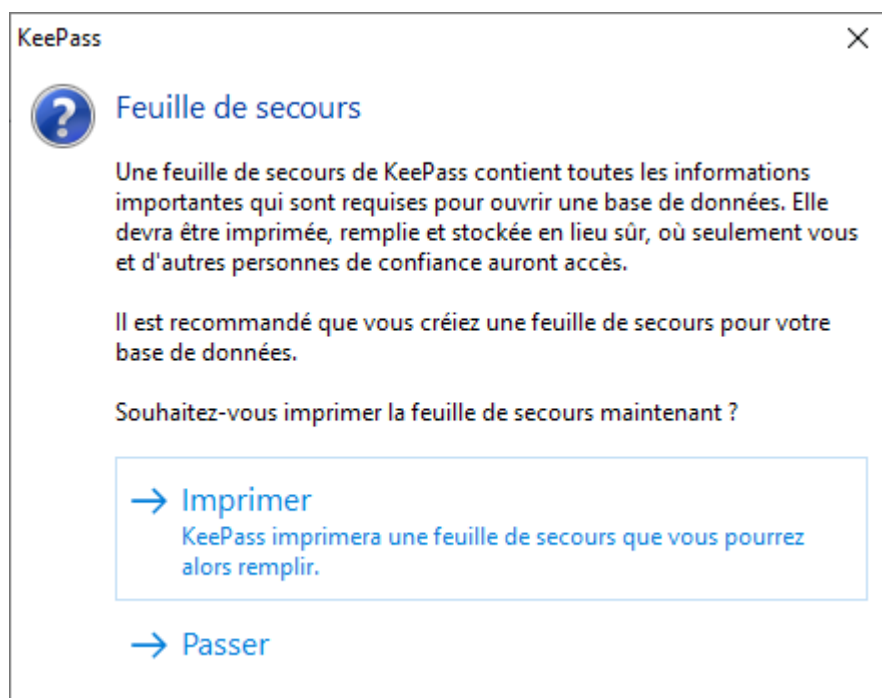 KeePass
Feuille de secours
Une feuille de secours de KeePass contient toutes les informations
importantes qui sont requises pour ouvrir une base de données. Elle
devra être imprimée, remplie et stockée en lieu sûr, où seulement vous
et d'autres personnes de confiance auront accès.
Il est recommandé que vous créiez une feuille de secours pour votre
base de données.
Souhaitez-vous imprimer la feuille de secours maintenant ?
Imprimer
KeePass imprimera une feuille de secours que vous pourrez
alors remplir.
Passer